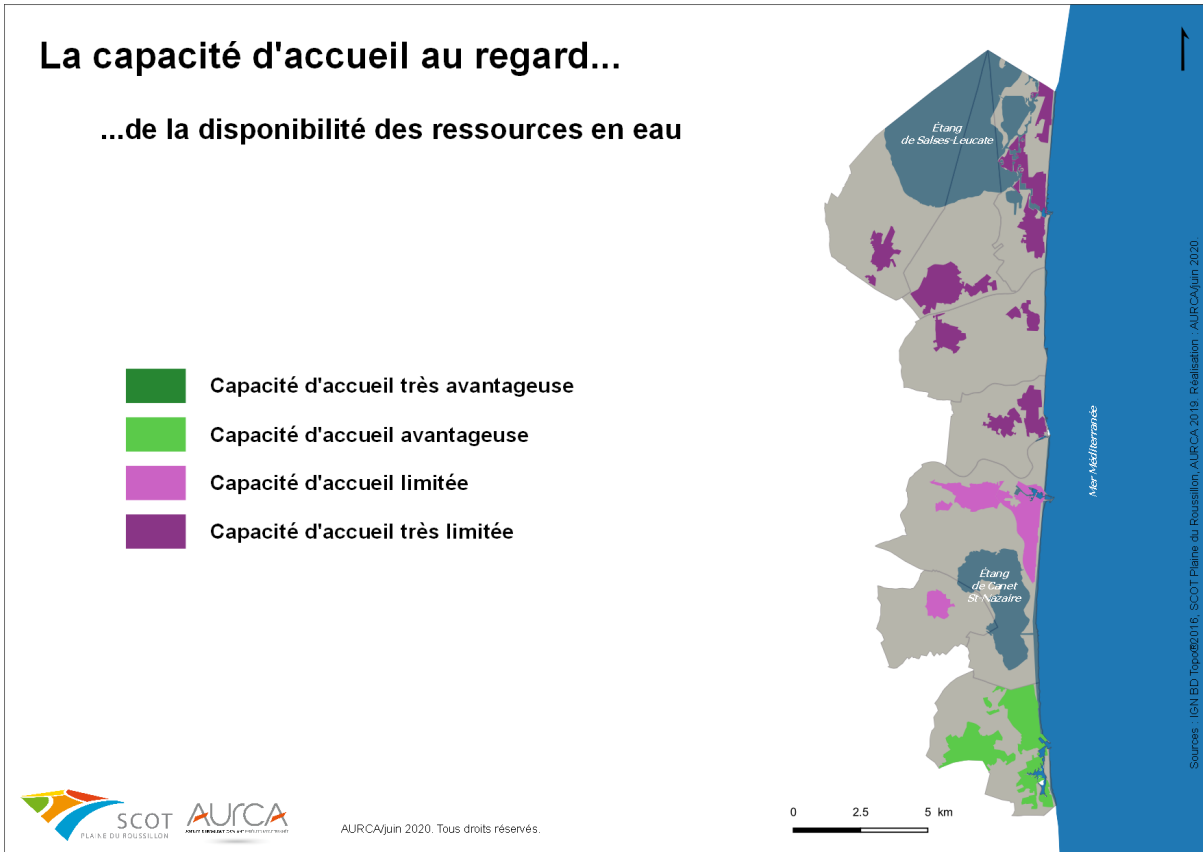 La capacité d'accueil au regard...
...de la disponibilité des ressources en eau
Étang
de Salses-Leucate
Capacité d'accueil très avantageuse
Capacité d'accueil avantageuse
Capacité d'accueil limitée
Capacité d'accueil très limitée
Mer Méditerranée
Étang
de Canet
St-Nazaire
Sources : IGN BD Topo®2016, SCOT Plaine du Roussillon, AURCA 2019. Réalisation : AURCA/juin 2020.
SCOT
PLAINE DU ROUSSILLON
AURCA
AURCA/juin 2020. Tous droits réservés.
0 2.5 5 km